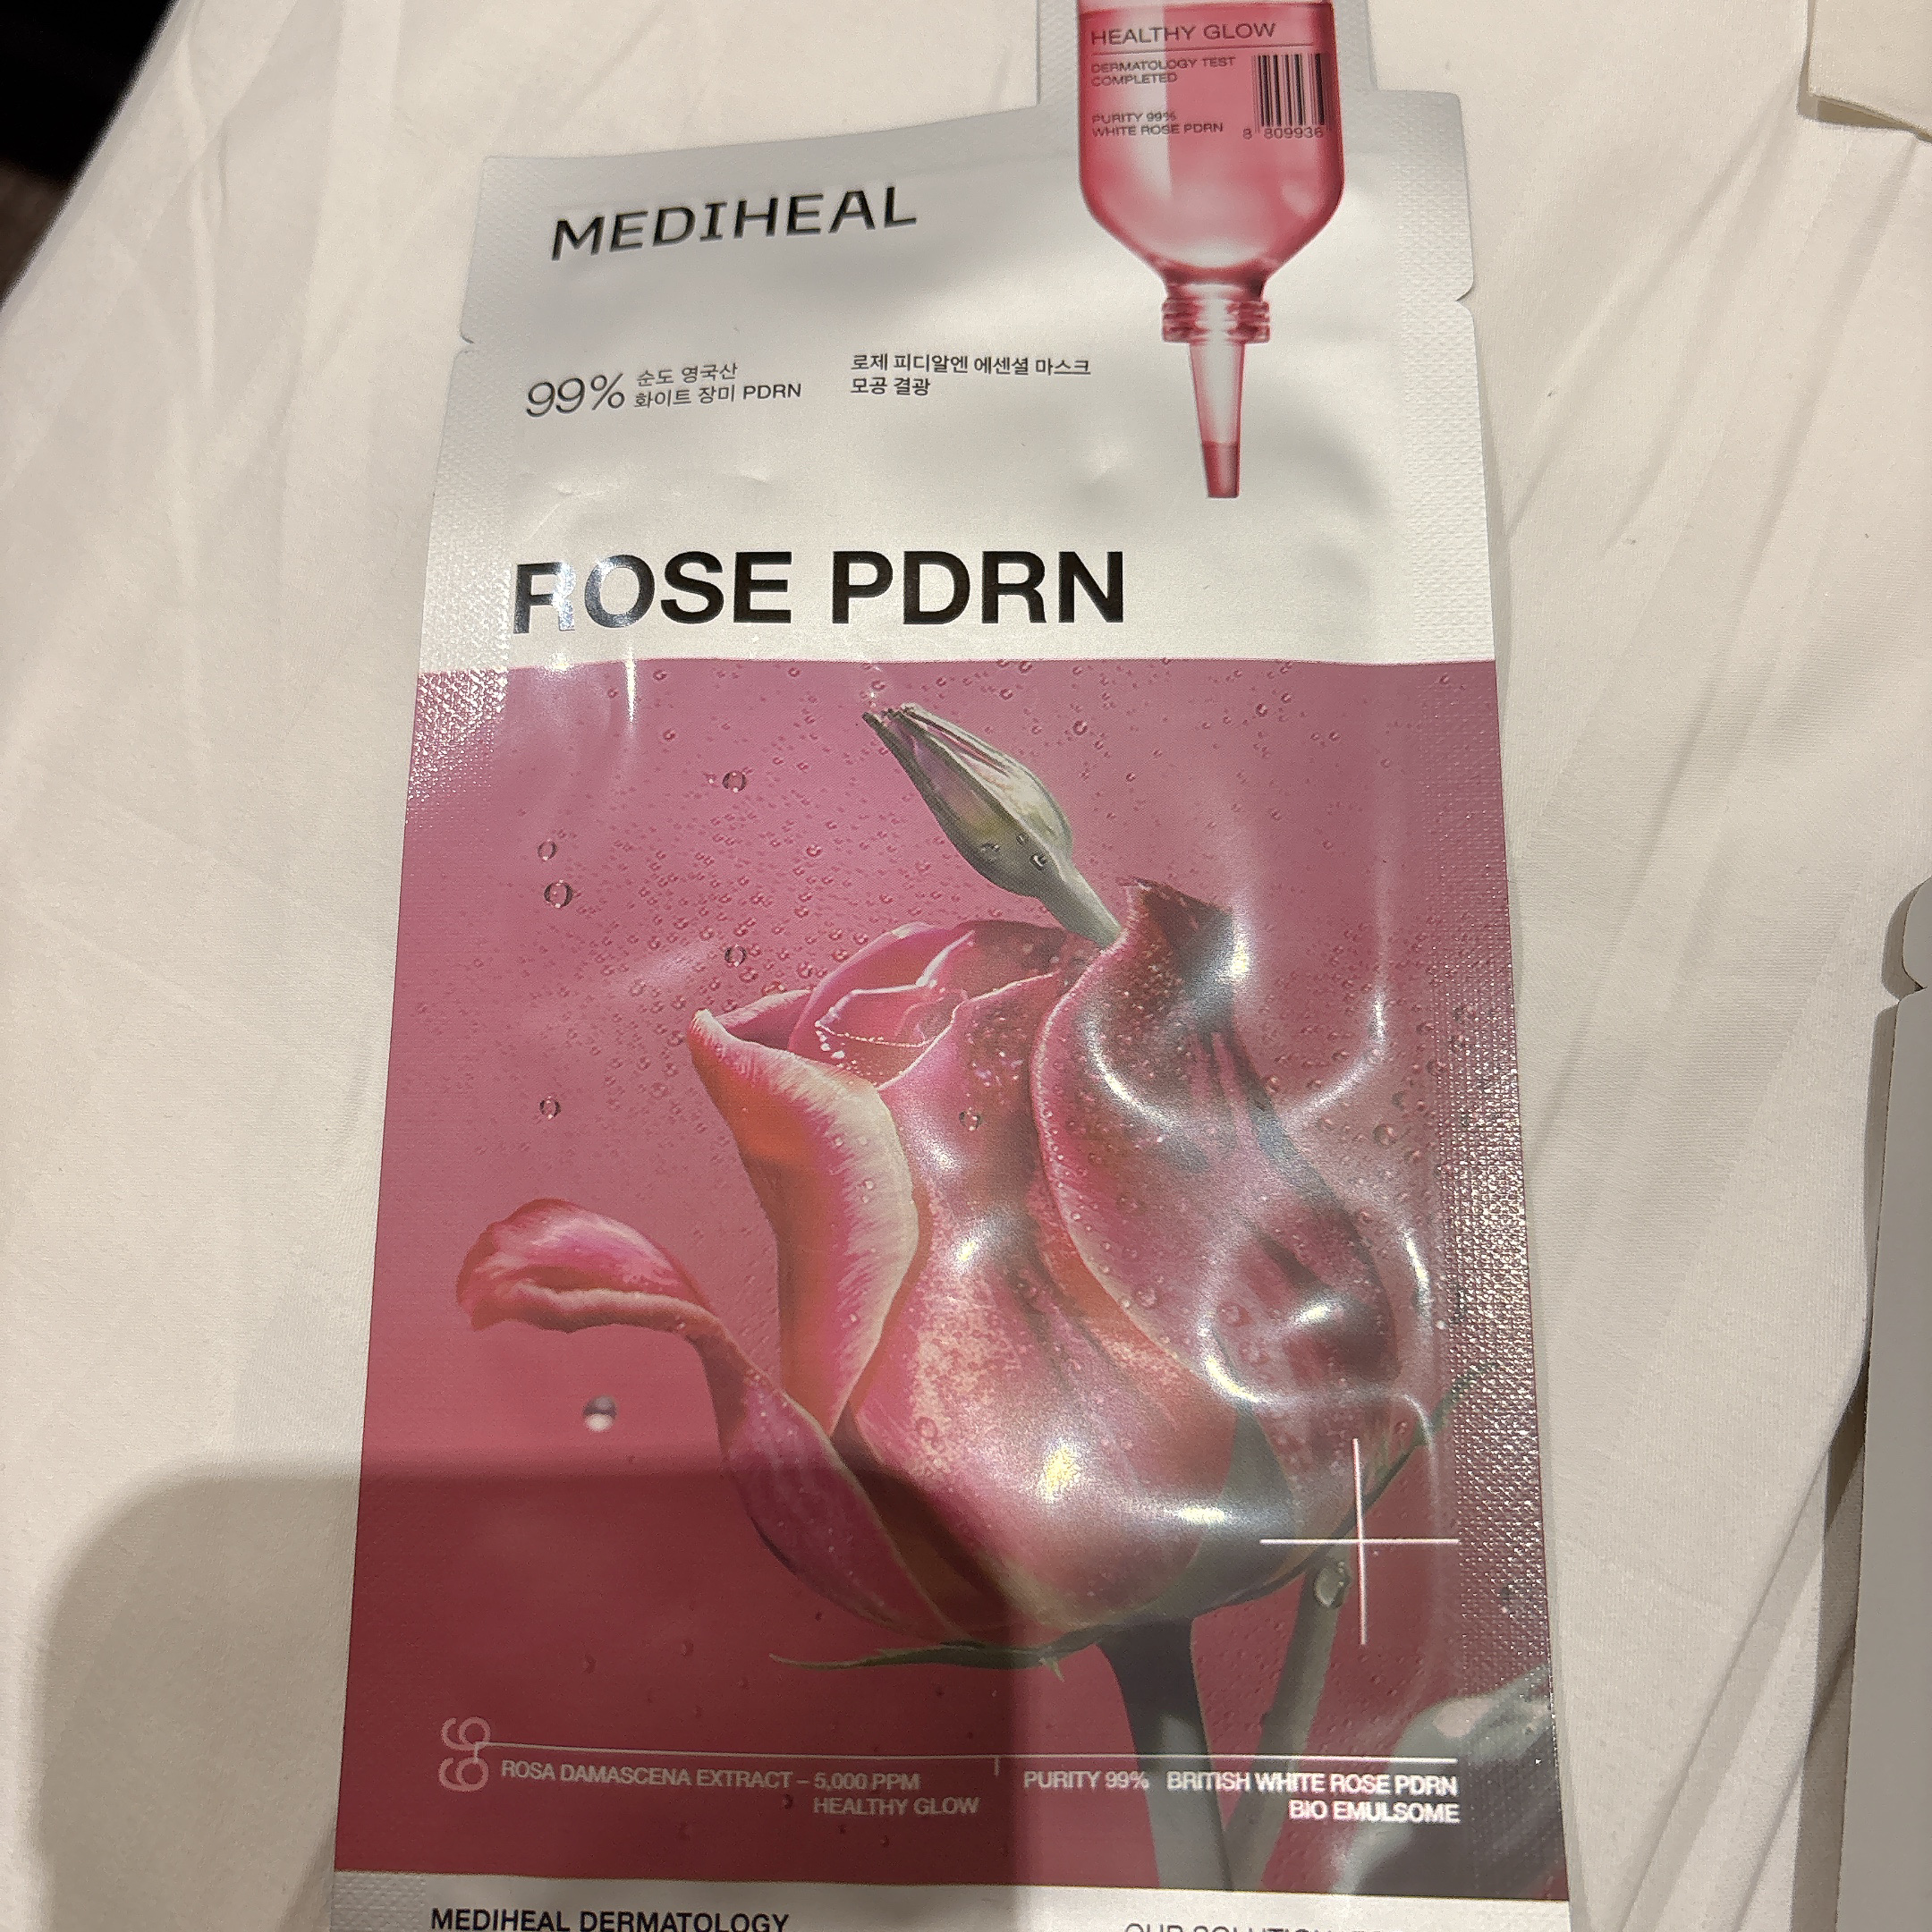 HEALTHY GLOW
DERMATOLOGY TEST
COMPLETED
PURITY 99%
WHITE ROSE PDRN
8 809936
MEDIHEAL
99% 순도 영국산
화이트 장미 PDRN
로제 피디알엔 에센셜 마스크
모공 결광
ROSE PDRN
99
ROSA DAMASCENA EXTRACT – 5,000 PPM
HEALTHY GLOW
PURITY 99% BRITISH WHITE ROSE PDRN
BIO EMULSOME
MEDIHEAL DERMATOLOGY
OUR SOLUTION